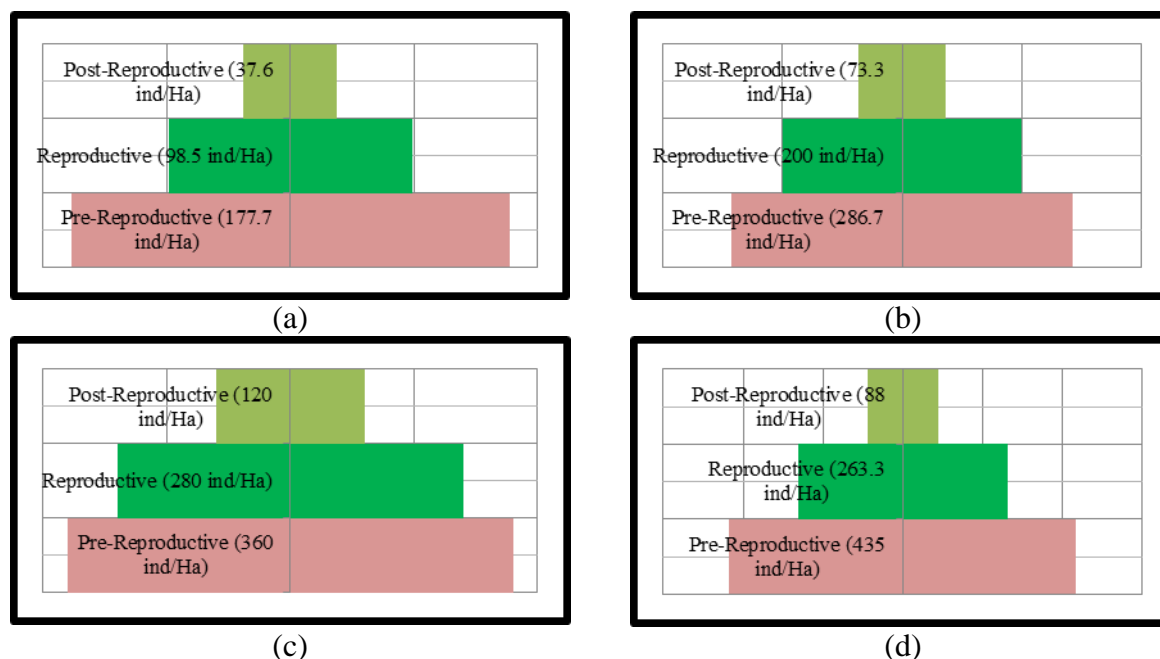 Post-Reproductive (37.6
ind/Ha)
Reproductive (98.5 ind/Ha)
Pre-Reproductive (177.7
ind/Ha)
(a)
Post-Reproductive (73.3
ind/Ha)
Reproductive (200 ind/Ha)
Pre-Reproductive (286.7
ind/Ha)
(b)
Post-Reproductive (120
ind/Ha)
Reproductive (280 ind/Ha)
Pre-Reproductive (360
ind/Ha)
(c)
Post-Reproductive (88
ind/Ha)
Reproductive (263.3
ind/Ha)
Pre-Reproductive (435
ind/Ha)
(d)